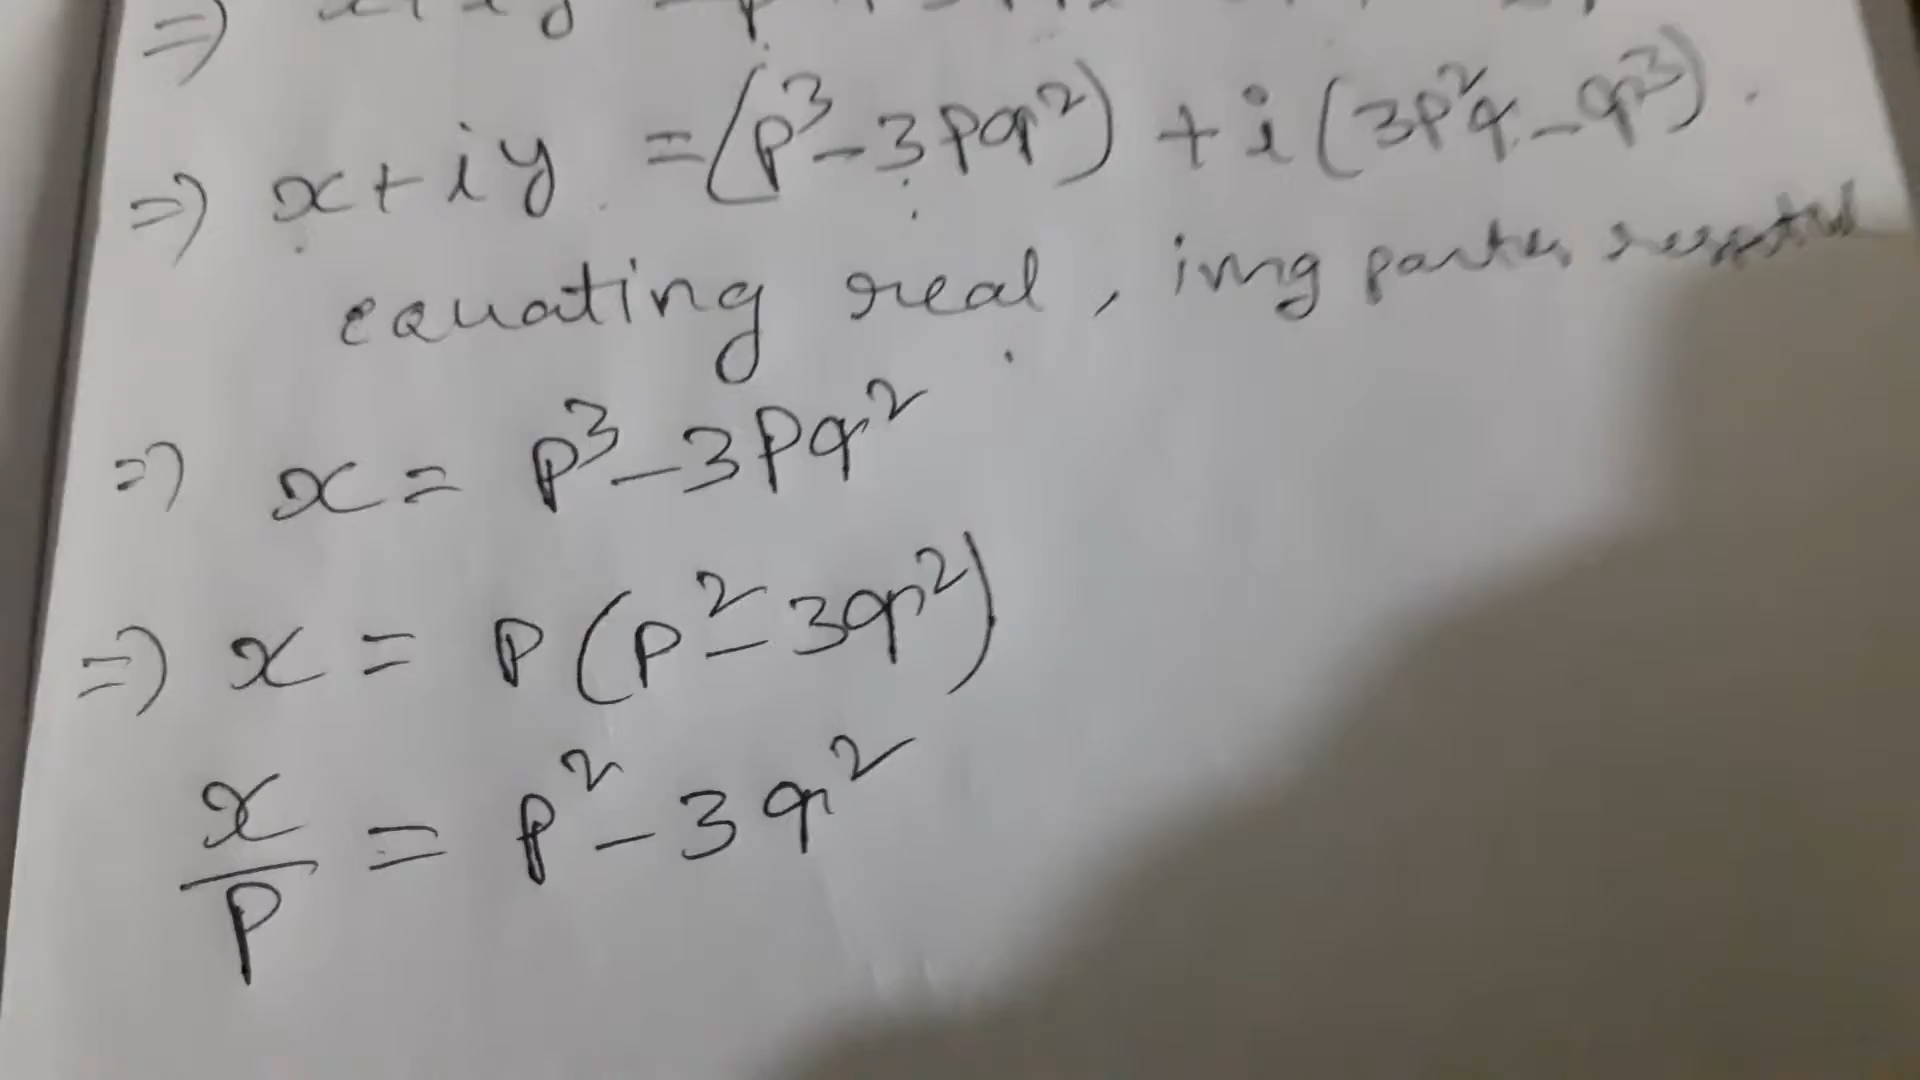 ⇒ x+iy = (p³-3pq²) + i(3p²q-q³).
equating real, img parts
⇒ x = p³-3pq²
⇒ x = p(p²-3q²)
x/p = p²-3q²